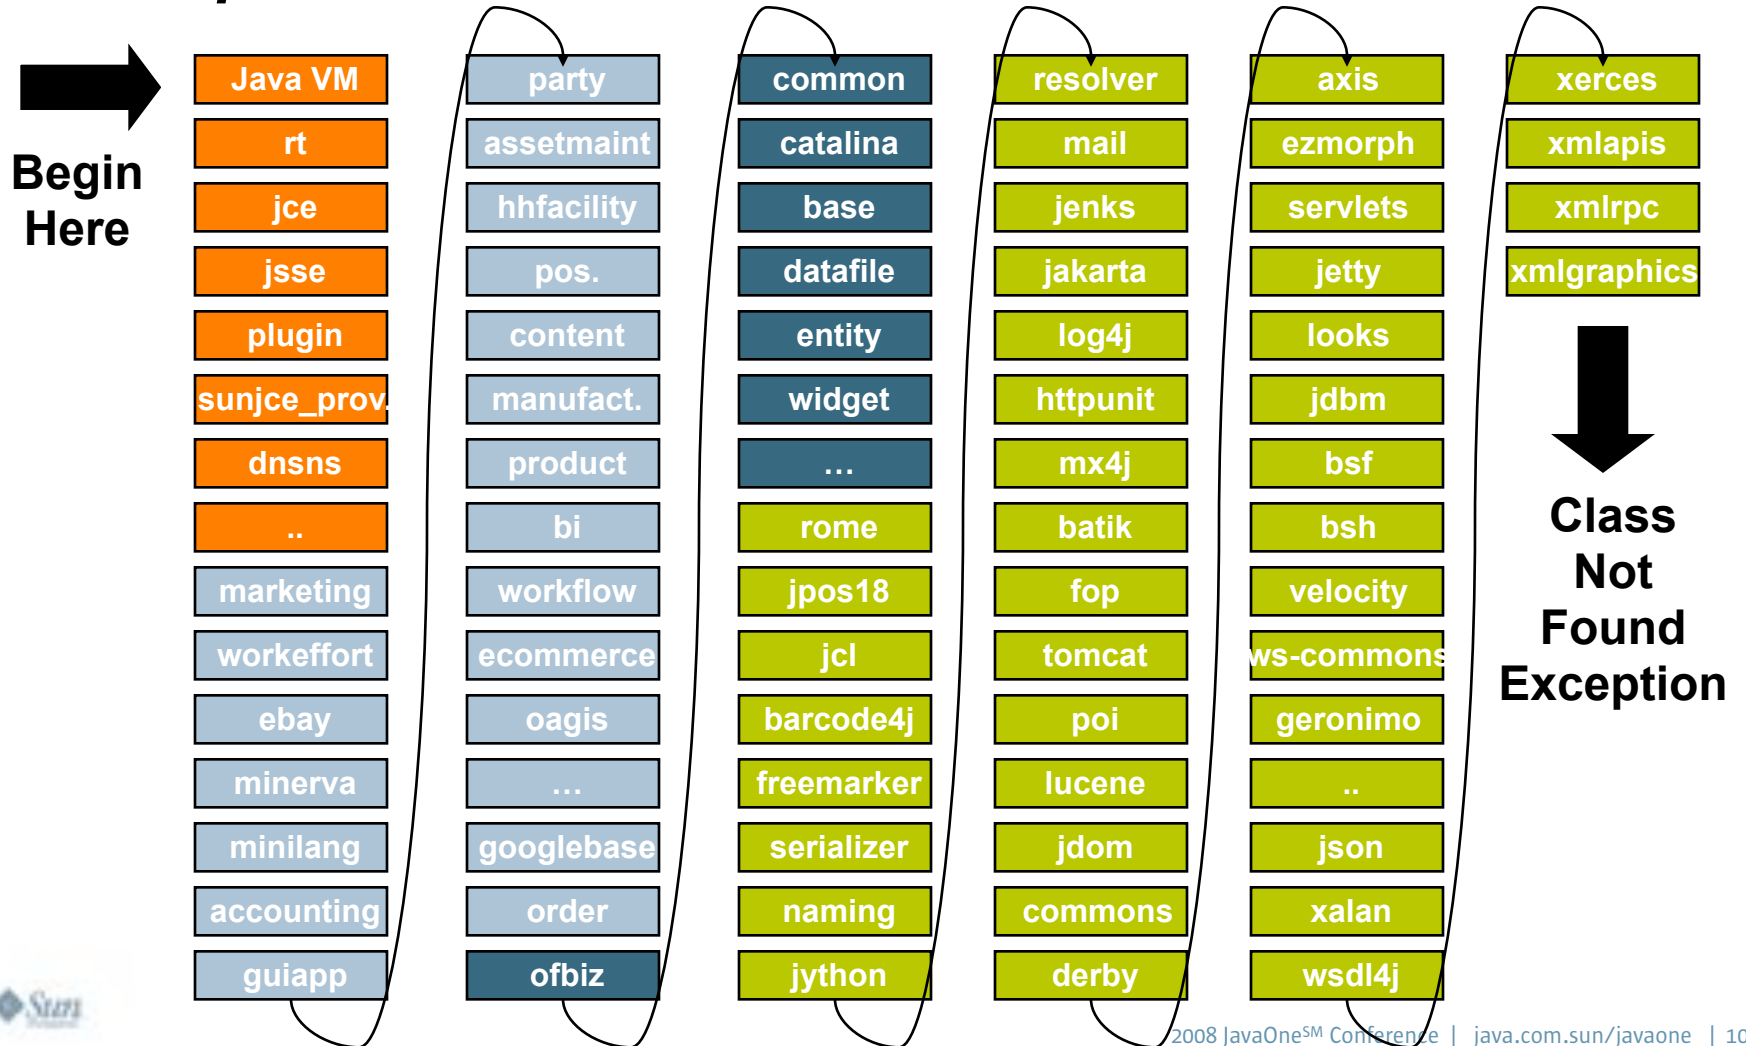 Begin
Here
Java VM
rt
jce
jsse
plugin
sunjce_prov.
dnsns
..
marketing
workeffort
ebay
minerva
minilang
accounting
guiapp
party
assetmaint
hhfacility
pos.
content
manufact.
product
bi
workflow
ecommerce
oagis
...
googlebase
order
ofbiz
common
catalina
base
datafile
entity
widget
...
rome
jpos18
jcl
barcode4j
freemarker
serializer
naming
jython
resolver
mail
jenks
jakarta
log4j
httpunit
mx4j
batik
fop
tomcat
poi
lucene
jdom
commons
derby
axis
ezmorph
servlets
jetty
looks
jdbm
bsf
bsh
velocity
ws-commons
geronimo
..
json
xalan
wsdl4j
xerces
xmlapis
xmlrpc
xmlgraphics
Class
Not
Found
Exception
Sun
2008 JavaOne℠ Conference | java.com.sun/javaone | 10